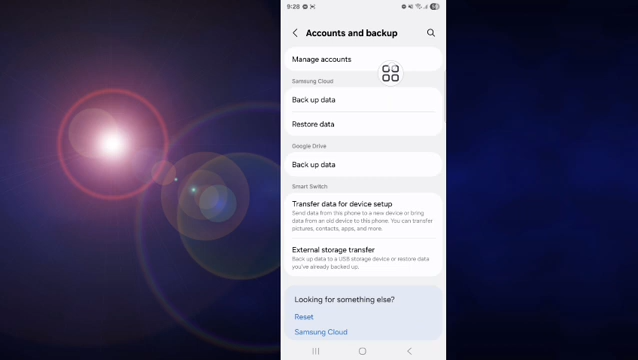 9:28
Accounts and backup
Manage accounts
Samsung Cloud
Back up data
Restore data
Google Drive
Back up data
Smart Switch
Transfer data for device setup
Send data from this phone to a new device or bring
data from an old device to this phone. You can transfer
pictures, contacts, apps, and more.
External storage transfer
Back up data to a USB storage device or restore data
you've already backed up.
Looking for something else?
Reset
Samsung Cloud